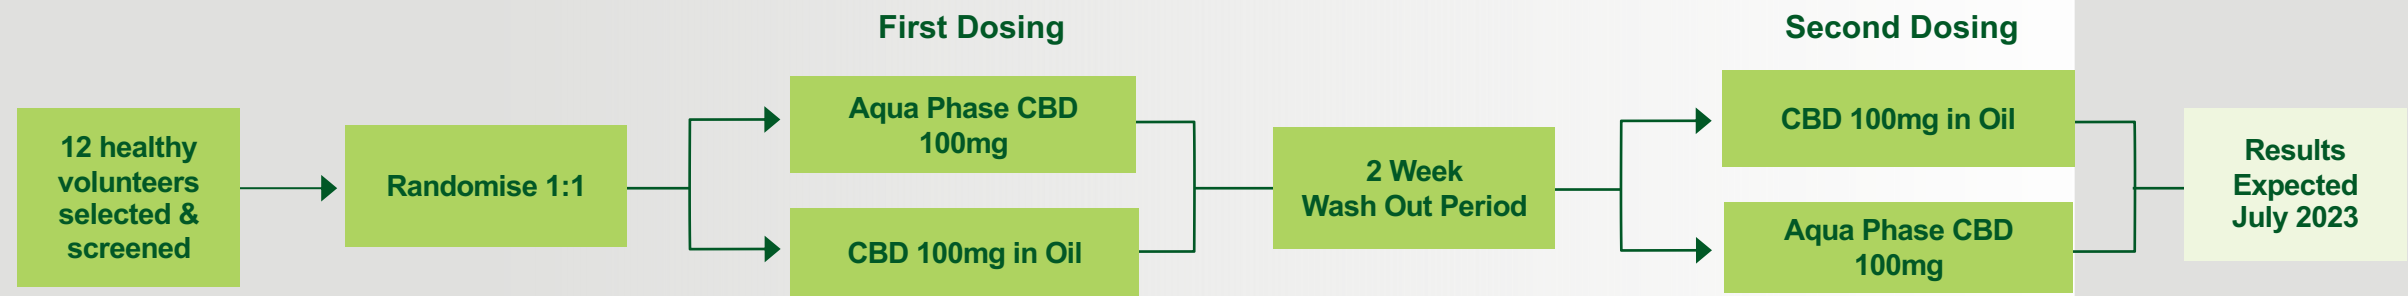 First Dosing
Second Dosing
12 healthy
volunteers
selected &
screened
Randomise 1:1
Aqua Phase CBD
100mg
CBD 100mg in Oil
2 Week
Wash Out Period
CBD 100mg in Oil
Aqua Phase CBD
100mg
Results
Expected
July 2023